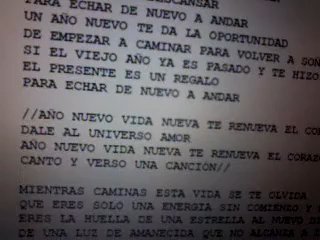 DESCANSAR
PARA ECHAR DE NUEVO A ANDAR
UN AÑO NUEVO TE DA LA OPORTUNIDAD
DE EMPEZAR A CAMINAR PARA VOLVER A
SI EL VIEJO AÑO YA ES PASADO Y TE HIZO
EL PRESENTE ES UN REGALO
PARA ECHAR DE NUEVO A ANDAR
//AÑO NUEVO VIDA NUEVA TE RENUEVA EL
DALE AL UNIVERSO AMOR
AÑO NUEVO VIDA NUEVA TE RENUEVA EL
CANTO Y VERSO UNA CANCION//
MIENTRAS CAMINAS ESTA VIDA SE TE OLVIDA
QUE ERES SOLO UNA ENERGIA SIN COMIENZO Y
ERES LA HUELLA DE UNA ESTRELLA AL NUEVO
DE UNA LUZ DE AMANECIDA QUE NO ALCANZA A